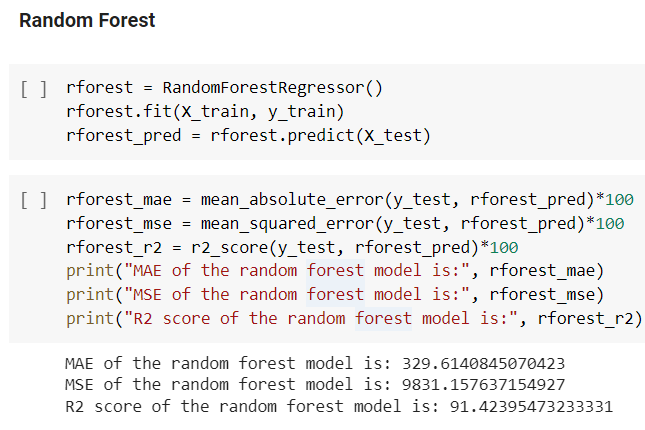 Random Forest
[ ] rforest = RandomForestRegressor()
rforest.fit(X_train, y_train)
rforest_pred = rforest.predict(X_test)
[ ] rforest_mae = mean_absolute_error(y_test, rforest_pred)*100
rforest_mse = mean_squared_error(y_test, rforest_pred)*100
rforest_r2 = r2_score(y_test, rforest_pred)*100
print("MAE of the random forest model is:", rforest_mae)
print("MSE of the random forest model is:", rforest_mse)
print("R2 score of the random forest model is:", rforest_r2)
MAE of the random forest model is: 329.6140845070423
MSE of the random forest model is: 9831.157637154927
R2 score of the random forest model is: 91.42395473233331